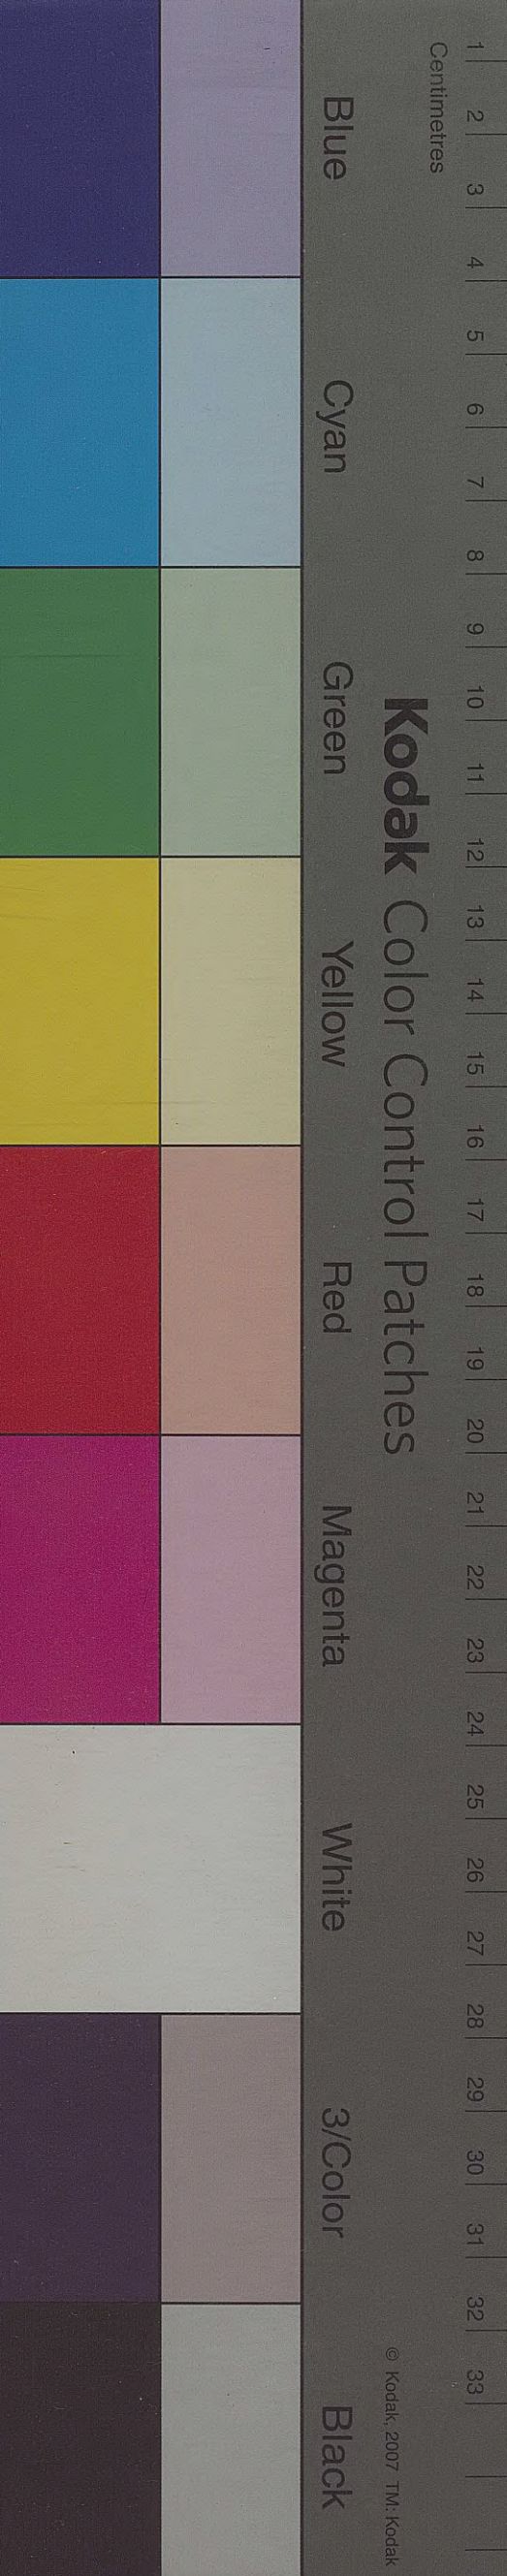 Centimetres
1 2 3 4 5 6 7 8 9 10 11 12 13 14 15 16 17 18 19 20 21 22 23 24 25 26 27 28 29 30 31 32 33
Kodak Color Control Patches
© Kodak, 2007 TM: Kodak
Blue Cyan Green Yellow Red Magenta White 3/Color Black